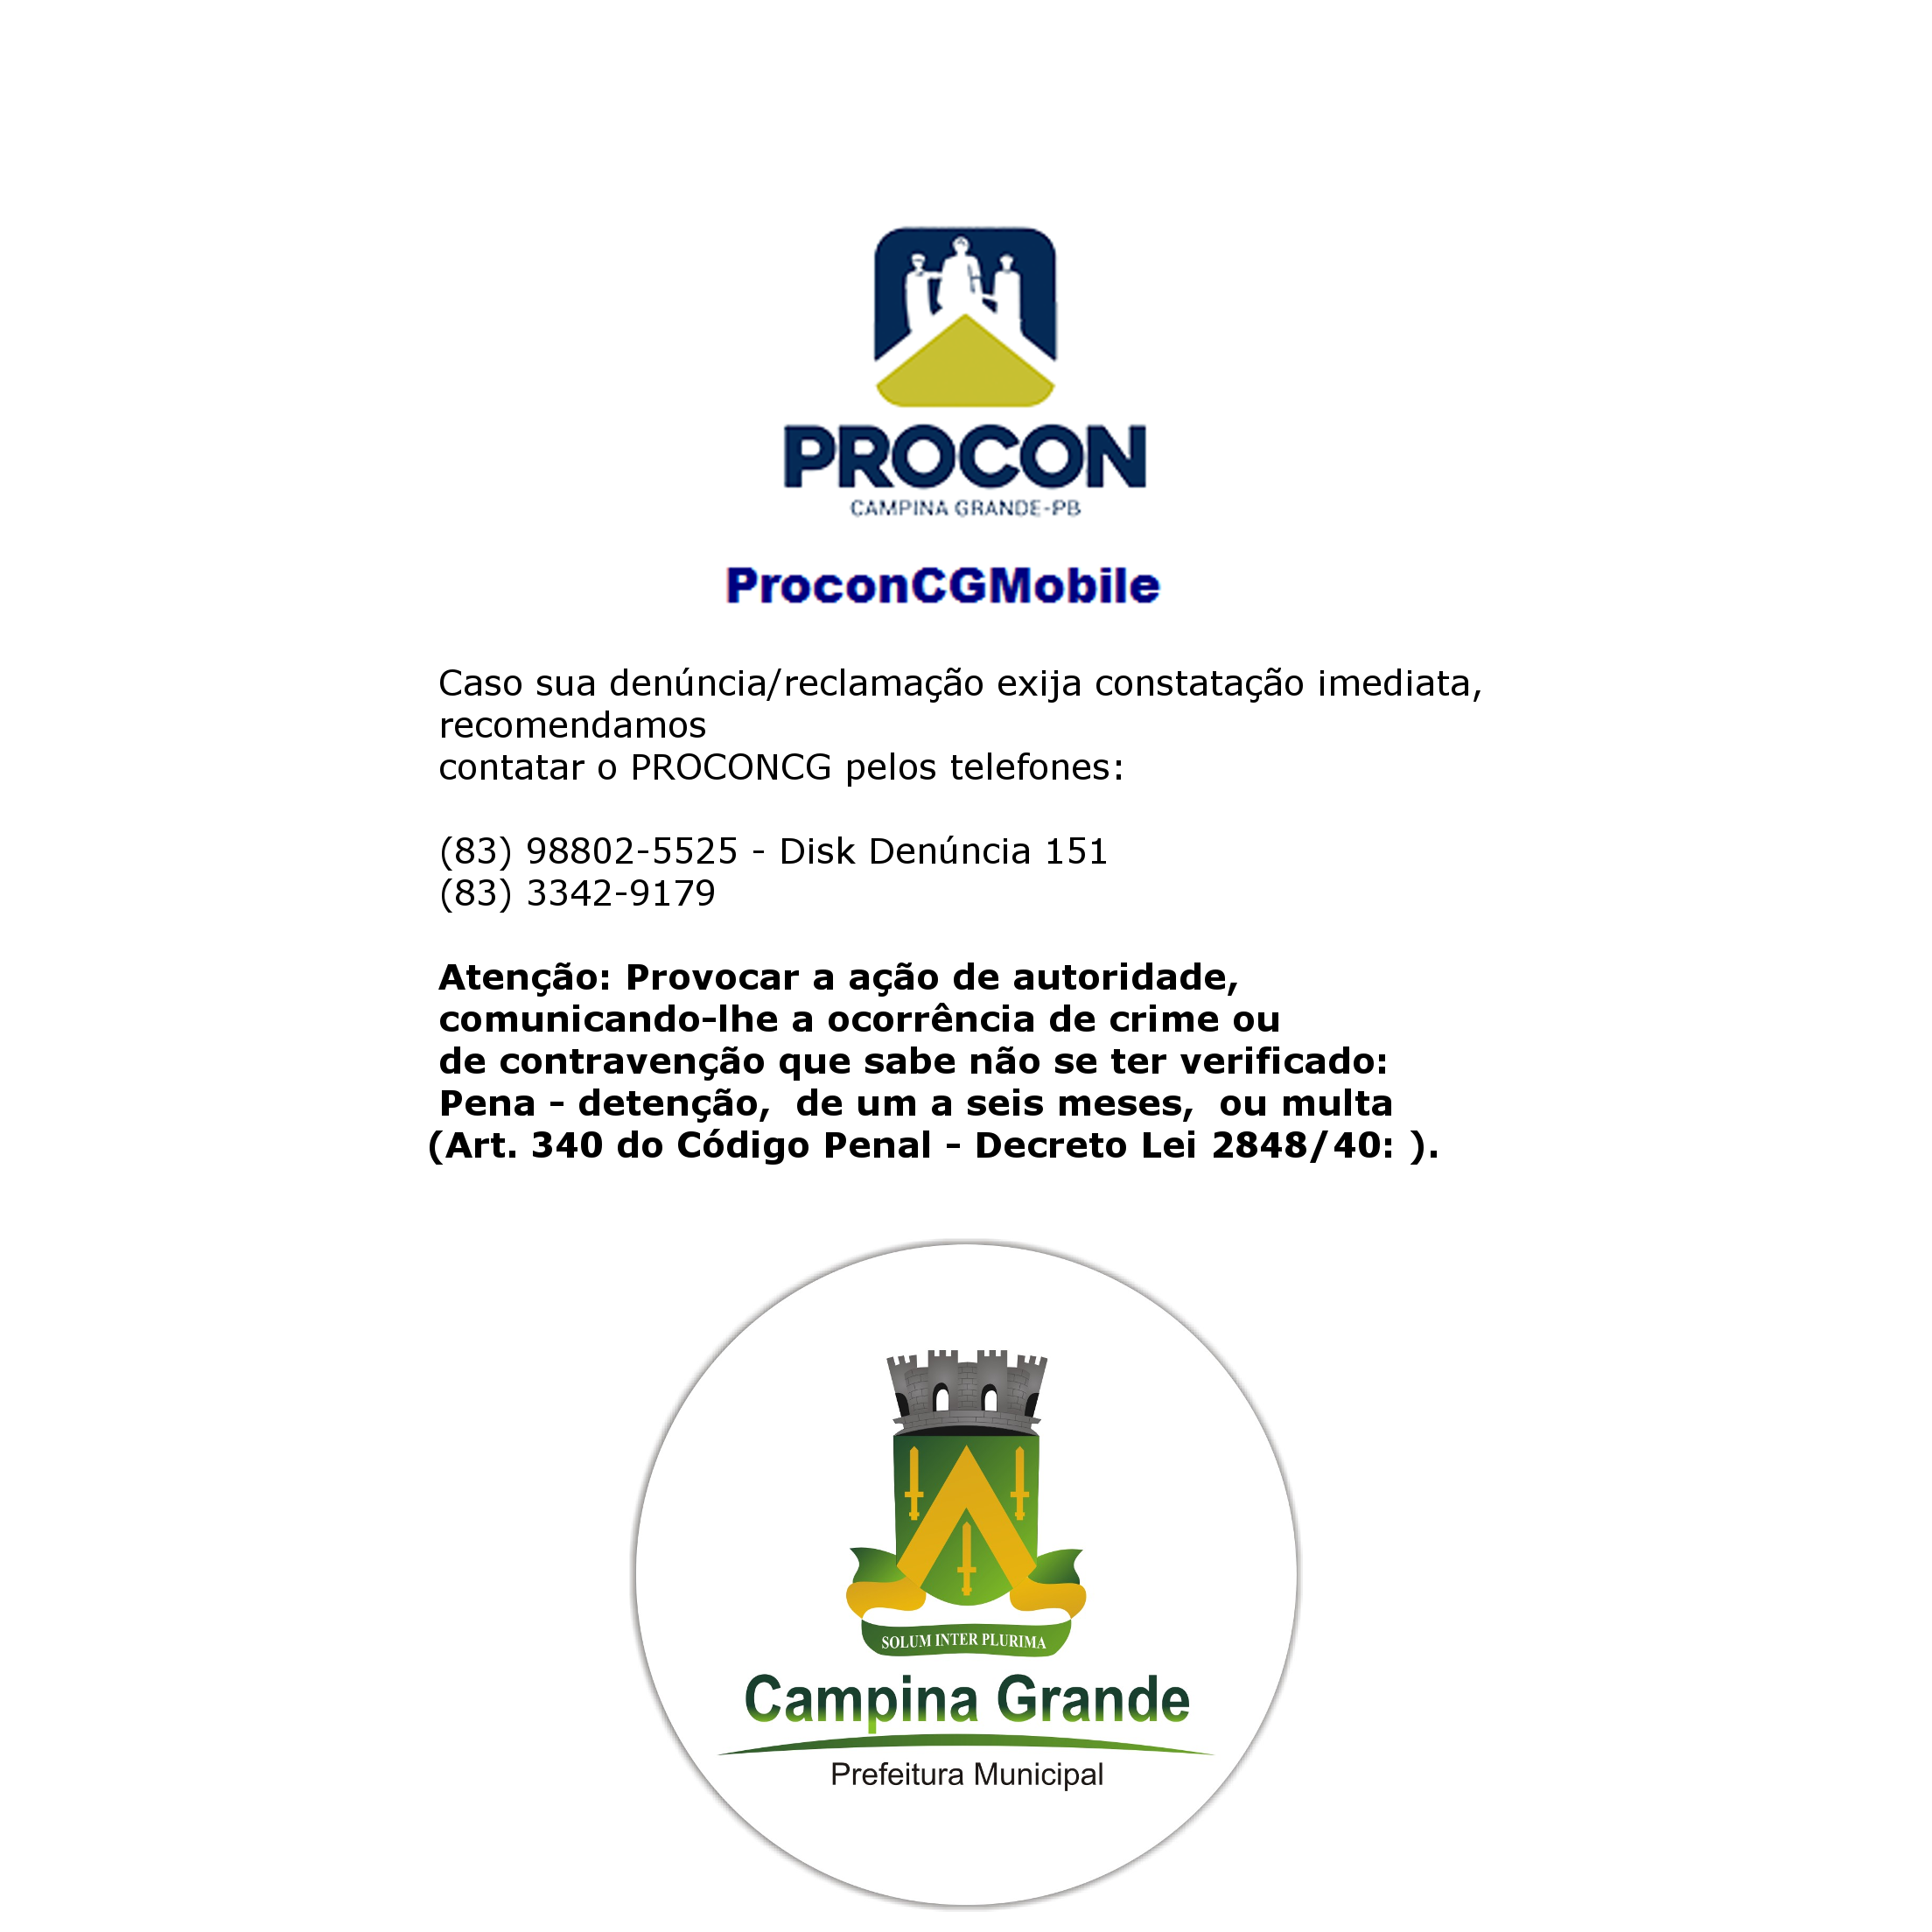 PROCON
CAMPINA GRANDE-PB
ProconCGMobile
Caso sua denúncia/reclamação exija constatação imediata,
recomendamos
contatar o PROCONCG pelos telefones:
(83) 98802-5525 - Disk Denúncia 151
(83) 3342-9179
Atenção: Provocar a ação de autoridade,
comunicando-lhe a ocorrência de crime ou
de contravenção que sabe não se ter verificado:
Pena - detenção,  de um a seis meses,  ou multa
(Art. 340 do Código Penal - Decreto Lei 2848/40: ).
SOLUM INTER PLURIMA
Campina Grande
Prefeitura Municipal